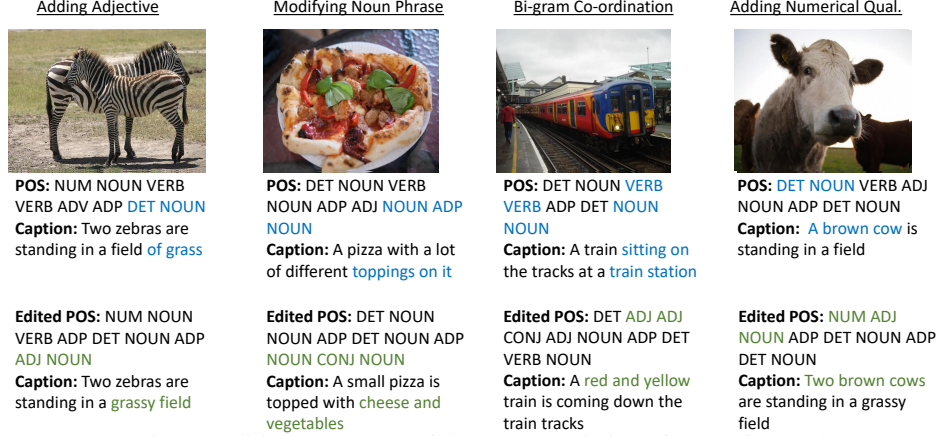 Adding Adjective
Modifying Noun Phrase
Bi-gram Co-ordination
Adding Numerical Qual.
POS: NUM NOUN VERB
VERB ADV ADP DET NOUN
Caption: Two zebras are
standing in a field of grass
POS: DET NOUN VERB
NOUN ADP ADJ NOUN ADP
NOUN
Caption: A pizza with a lot
of different toppings on it
POS: DET NOUN VERB
VERB ADP DET NOUN
NOUN
Caption: A train sitting on
the tracks at a train station
POS: DET NOUN VERB ADJ
NOUN ADP DET NOUN
Caption: A brown cow is
standing in a field
Edited POS: NUM NOUN
VERB ADP DET NOUN ADP
ADJ NOUN
Caption: Two zebras are
standing in a grassy field
Edited POS: DET NOUN
NOUN ADP DET NOUN ADP
NOUN CONJ NOUN
Caption: A small pizza is
topped with cheese and
vegetables
Edited POS: DET ADJ ADJ
CONJ ADJ NOUN ADP DET
VERB NOUN
Caption: A red and yellow
train is coming down the
train tracks
Edited POS: NUM ADJ
NOUN ADP DET NOUN ADP
DET NOUN
Caption: Two brown cows
are standing in a grassy
field